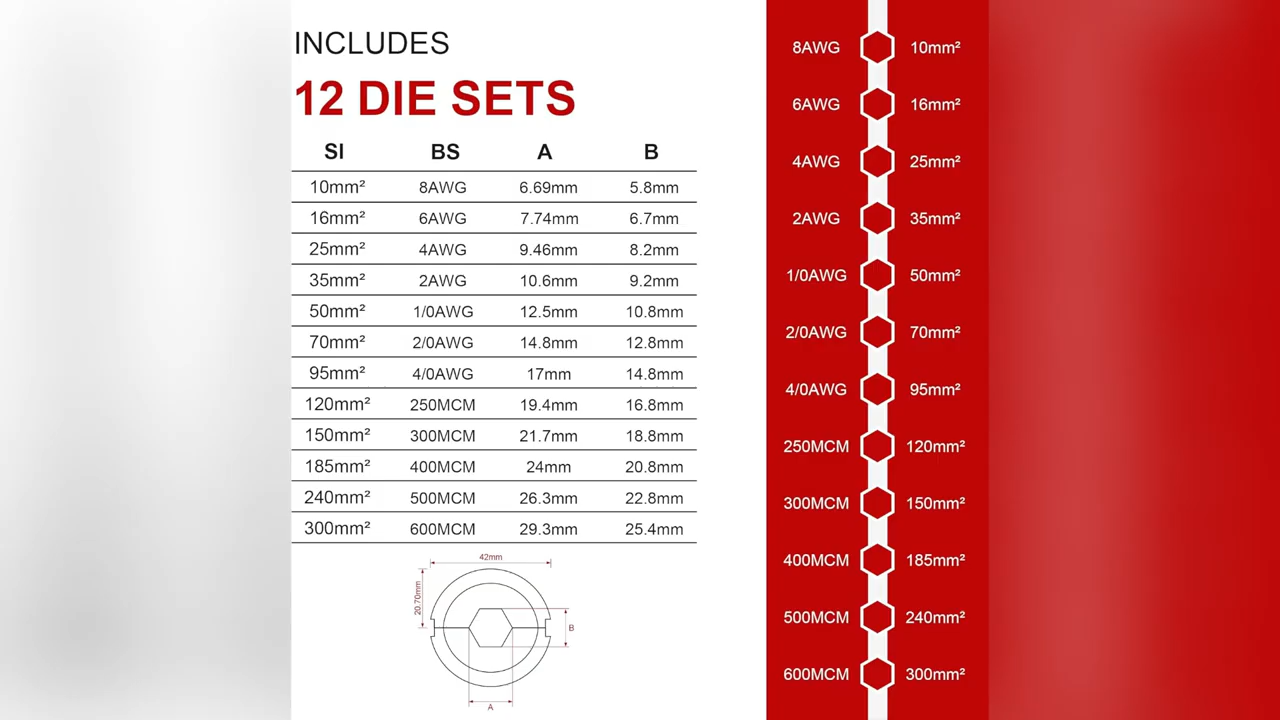 INCLUDES
12 DIE SETS
SI BS A B
10mm² 8AWG 6.69mm 5.8mm
16mm² 6AWG 7.74mm 6.7mm
25mm² 4AWG 9.46mm 8.2mm
35mm² 2AWG 10.6mm 9.2mm
50mm² 1/0AWG 12.5mm 10.8mm
70mm² 2/0AWG 14.8mm 12.8mm
95mm² 4/0AWG 17mm 14.8mm
120mm² 250MCM 19.4mm 16.8mm
150mm² 300MCM 21.7mm 18.8mm
185mm² 400MCM 24mm 20.8mm
240mm² 500MCM 26.3mm 22.8mm
300mm² 600MCM 29.3mm 25.4mm
42mm
20.70mm
B
A
8AWG 10mm²
6AWG 16mm²
4AWG 25mm²
2AWG 35mm²
1/0AWG 50mm²
2/0AWG 70mm²
4/0AWG 95mm²
250MCM 120mm²
300MCM 150mm²
400MCM 185mm²
500MCM 240mm²
600MCM 300mm²